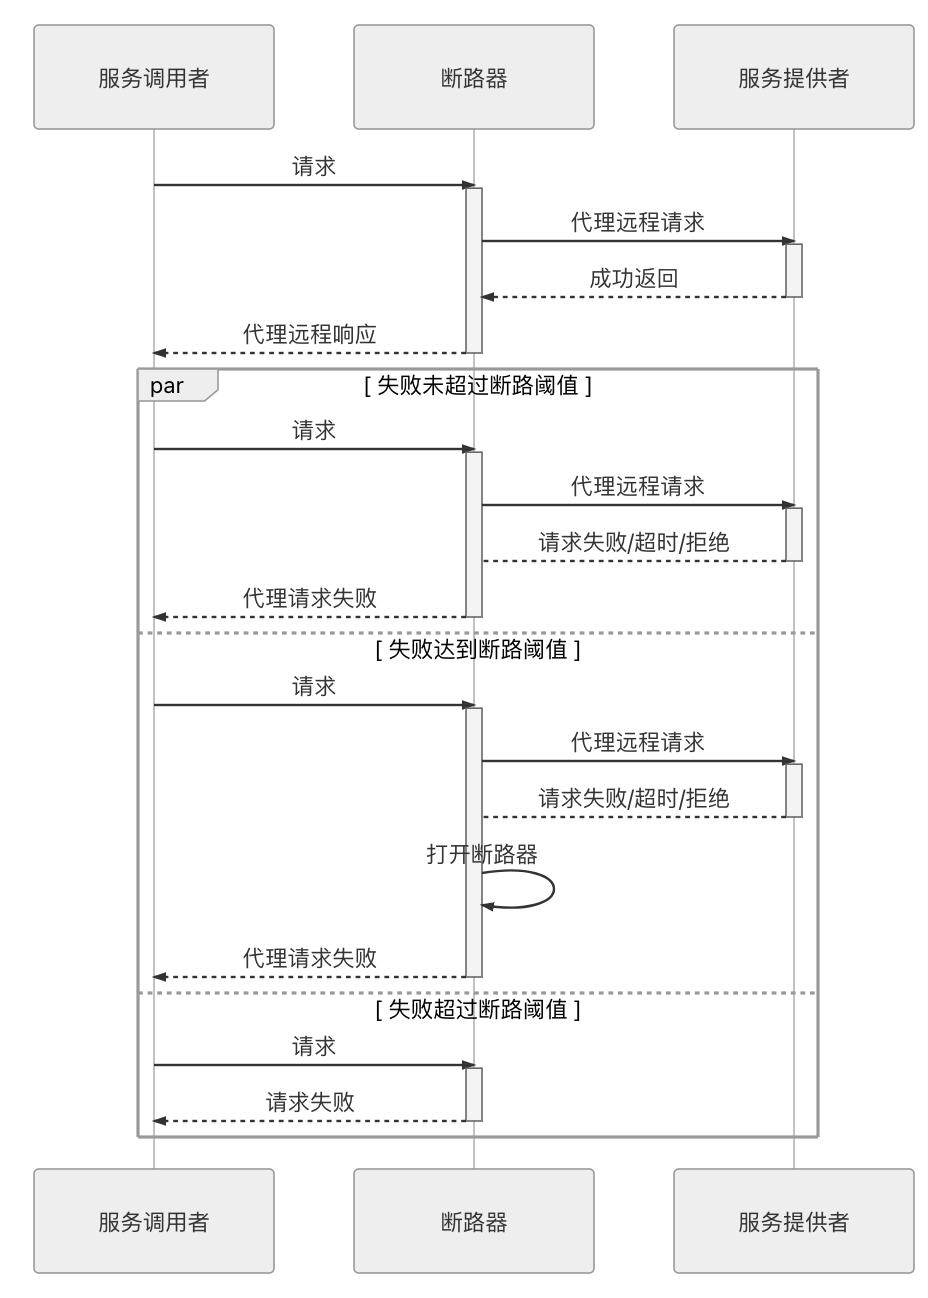 服务调用者
断路器
服务提供者
请求
代理远程请求
成功返回
代理远程响应
par
[ 失败未超过断路阈值 ]
请求
代理远程请求
请求失败/超时/拒绝
代理请求失败
[ 失败达到断路阈值 ]
请求
代理远程请求
请求失败/超时/拒绝
打开断路器
代理请求失败
[ 失败超过断路阈值 ]
请求
请求失败
服务调用者
断路器
服务提供者